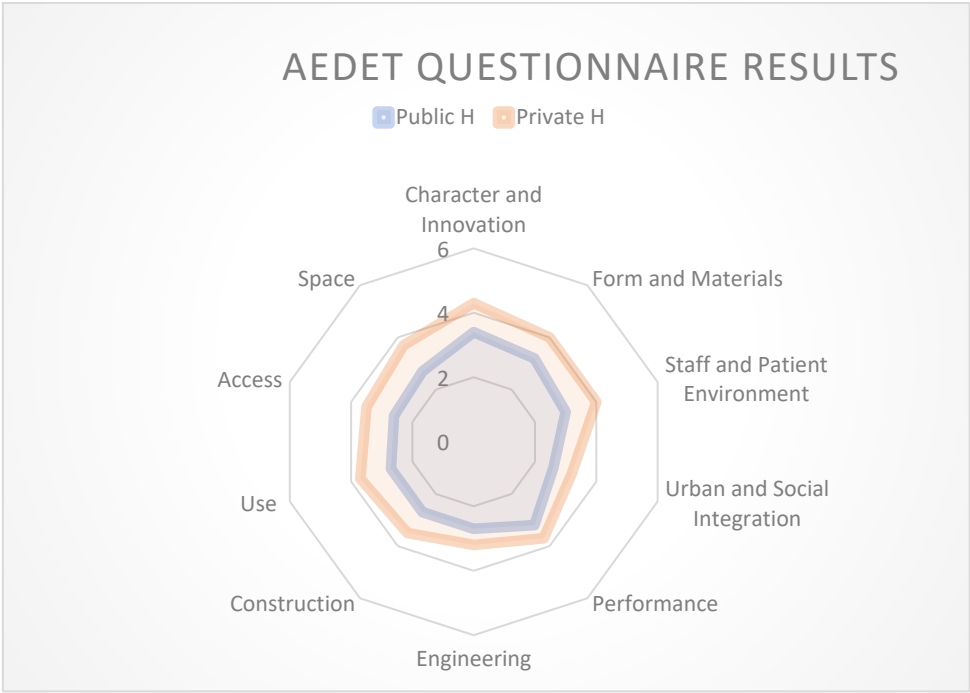 AEDET QUESTIONNAIRE RESULTS
Public H Private H
Character and
Innovation
6
Space
Form and Materials
4
Staff and Patient
Environment
Access
2
0
Urban and Social
Integration
Use
Construction
Performance
Engineering